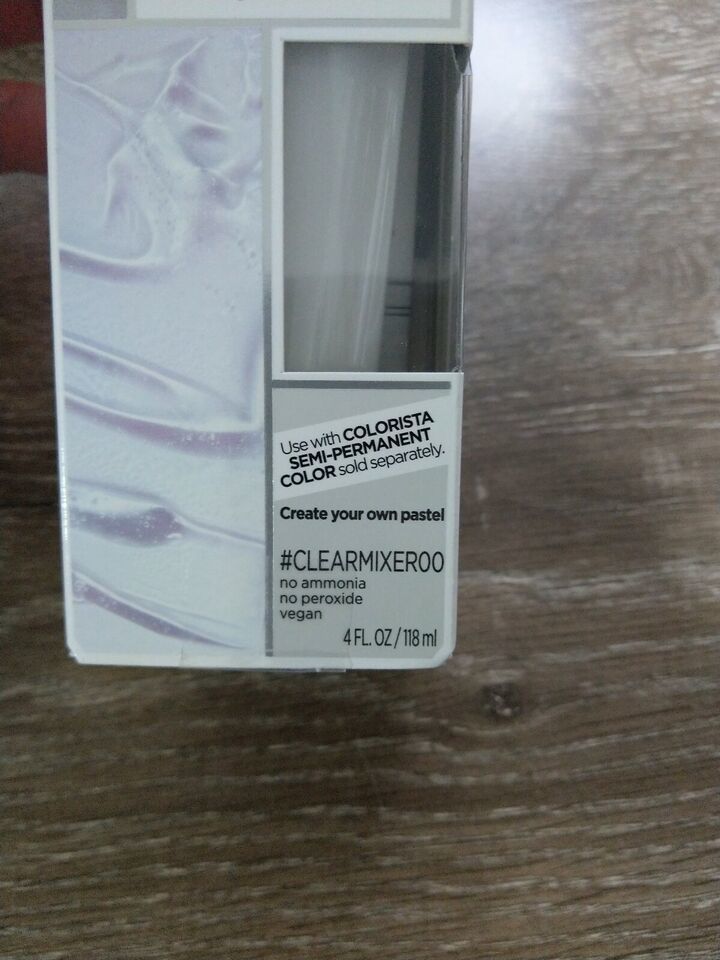 Use with COLORISTA
SEMI-PERMANENT
COLOR sold separately.
Create your own pastel
#CLEARMIXER00
no ammonia
no peroxide
vegan
4 FL. OZ / 118 ml